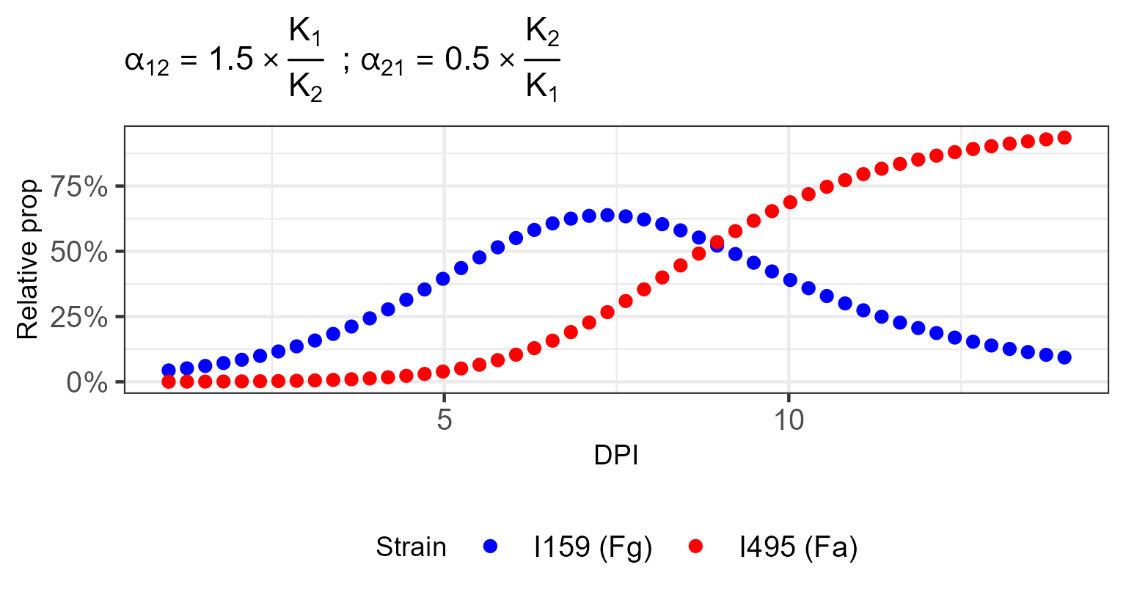 α₁₂ = 1.5 × K₁/K₂ ; α₂₁ = 0.5 × K₂/K₁
Relative prop
75%
50%
25%
0%
5 10
DPI
Strain I159 (Fg) I495 (Fa)